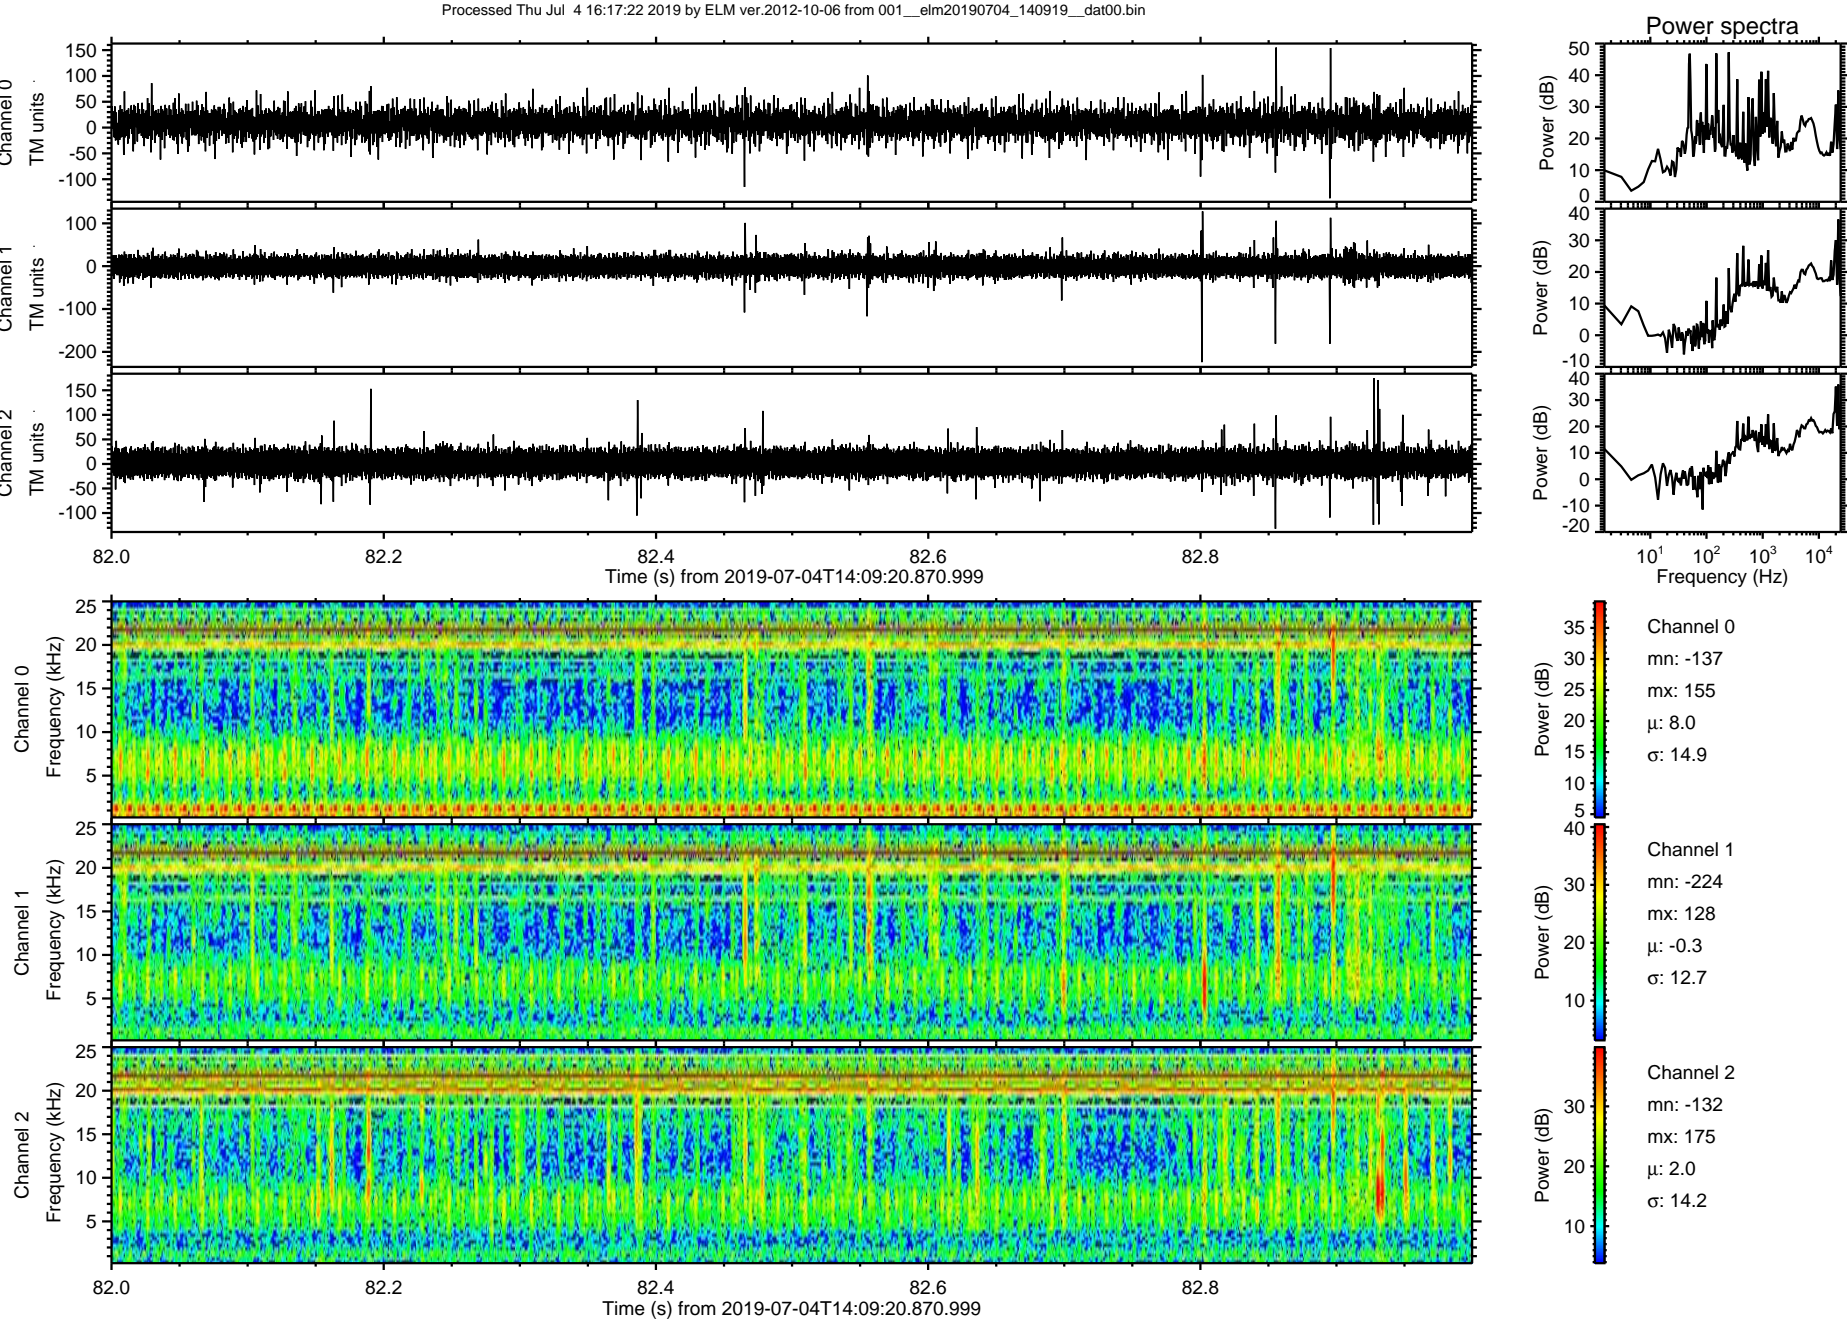 Processed Thu Jul 4 16:17:22 2019 by ELM ver.2012-10-06 from 001__elm20190704_140919__dat00.bin
Power spectra
Channel 0
TM units
150
100
50
0
-50
-100
Power (dB)
50
40
30
20
10
0
Channel 1
TM units
100
0
-100
-200
Power (dB)
40
30
20
10
0
-10
Channel 2
TM units
150
100
50
0
-50
-100
Power (dB)
40
30
20
10
0
-10
-20
82.0 82.2 82.4 82.6 82.8
Time (s) from 2019-07-04T14:09:20.870.999
10¹ 10² 10³ 10⁴
Frequency (Hz)
Channel 0
Frequency (kHz)
25
20
15
10
5
Power (dB)
35
30
25
20
15
10
5
Channel 0
mn: -137
mx: 155
μ: 8.0
σ: 14.9
Channel 1
Frequency (kHz)
25
20
15
10
5
Power (dB)
40
30
20
10
Channel 1
mn: -224
mx: 128
μ: -0.3
σ: 12.7
Channel 2
Frequency (kHz)
25
20
15
10
5
Power (dB)
30
20
10
Channel 2
mn: -132
mx: 175
μ: 2.0
σ: 14.2
82.0 82.2 82.4 82.6 82.8
Time (s) from 2019-07-04T14:09:20.870.999